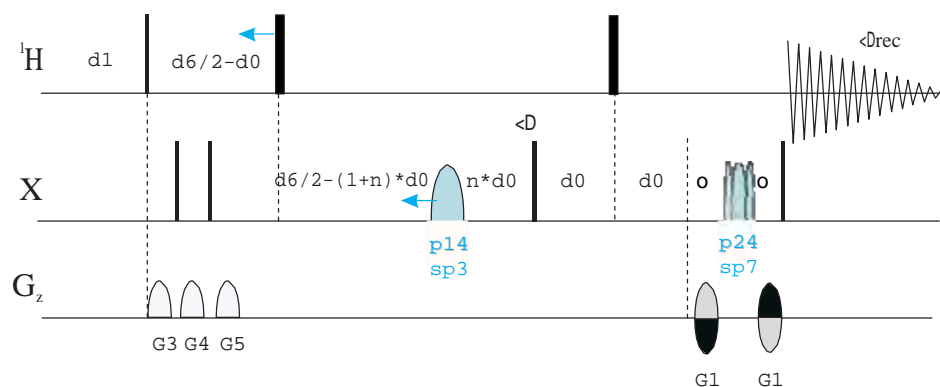 ¹H
d1
d6/2-d0
<Drec
<D
X
d6/2-(1+n)*d0
n*d0
d0
d0
o
o
p14
sp3
p24
sp7
Gz
G3
G4
G5
G1
G1